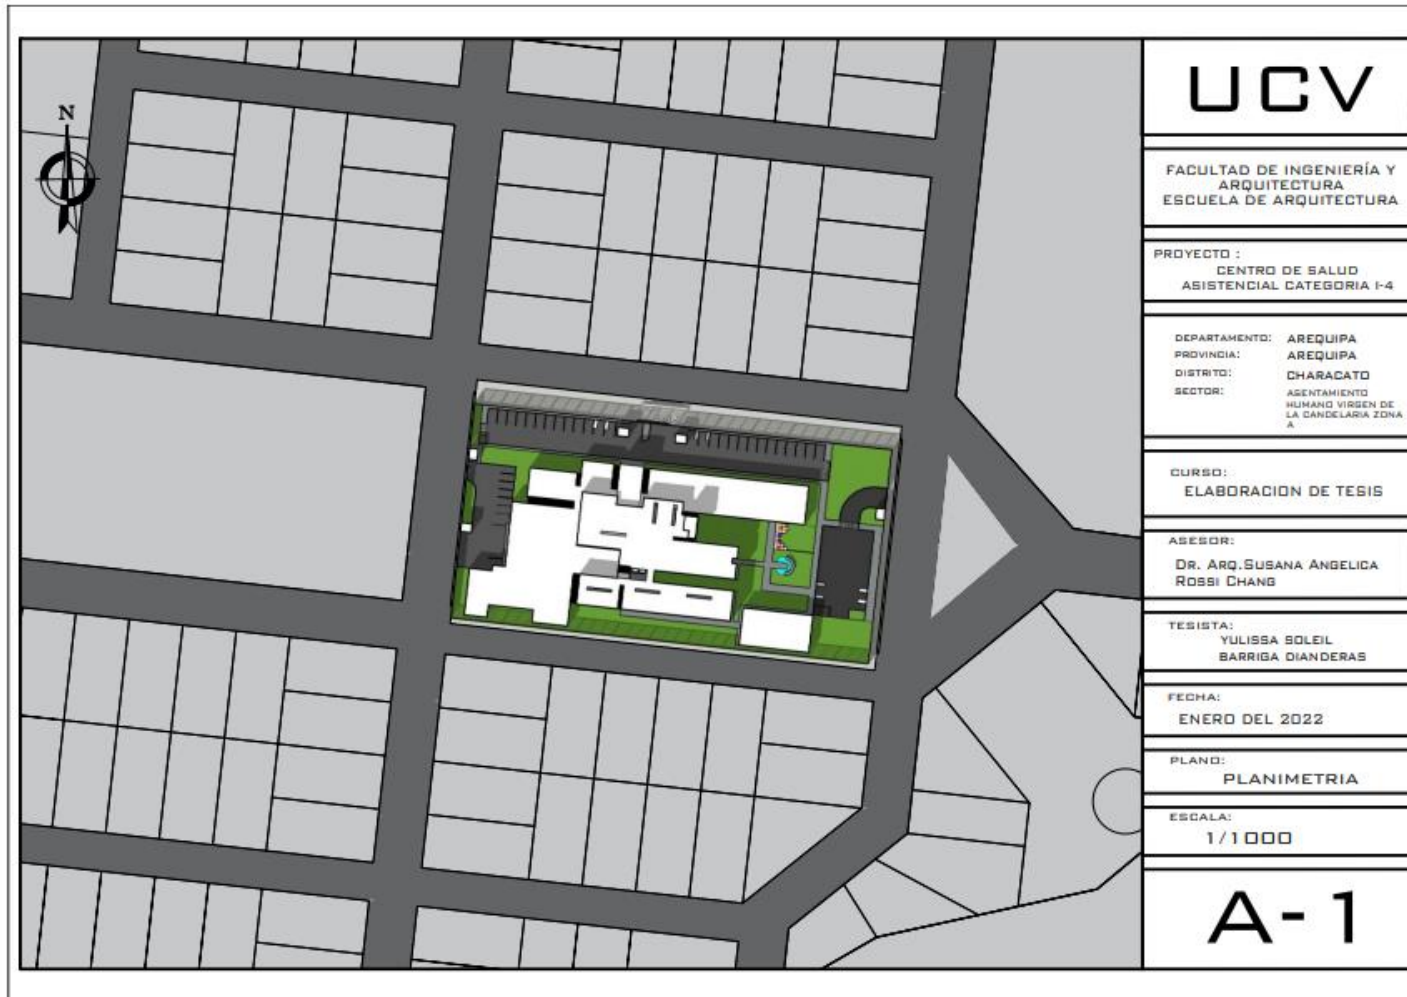 N
UCV
FACULTAD DE INGENIERÍA Y
ARQUITECTURA
ESCUELA DE ARQUITECTURA
PROYECTO :
CENTRO DE SALUD
ASISTENCIAL CATEGORIA I-4
DEPARTAMENTO: AREQUIPA
PROVINCIA: AREQUIPA
DISTRITO: CHARACATO
SECTOR: ASENTAMIENTO
HUMANO VIRGEN DE
LA CANDELARIA ZONA
A
CURSO:
ELABORACION DE TESIS
ASESOR:
DR. ARQ.SUSANA ANGELICA
ROSSI CHANG
TESISTA:
YULISSA SOLEIL
BARRIGA DIANDERAS
FECHA:
ENERO DEL 2022
PLANO:
PLANIMETRIA
ESCALA:
1/1000
A-1